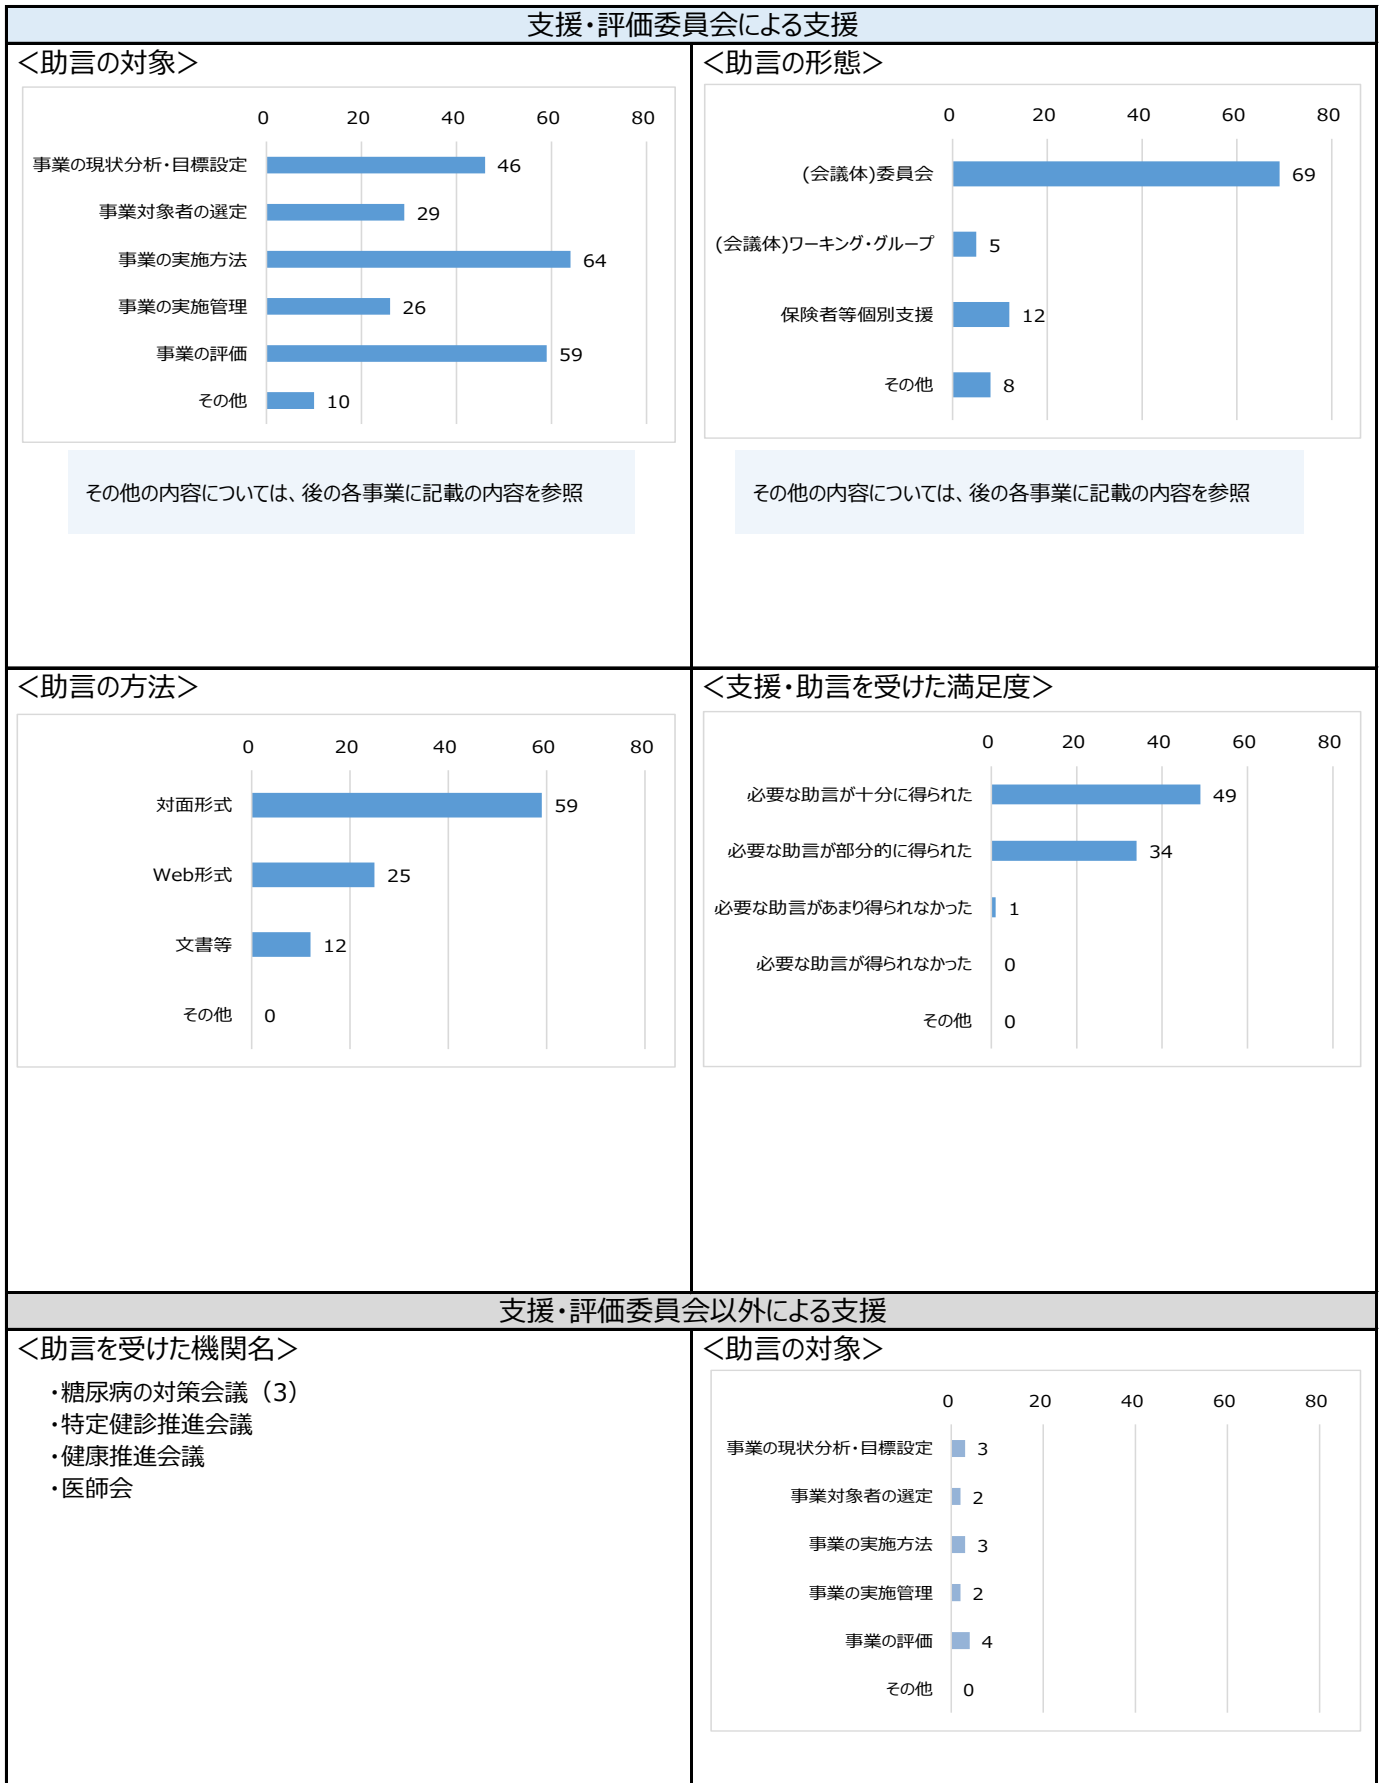 支援・評価委員会による支援
＜助言の対象＞
0 20 40 60 80
事業の現状分析・目標設定 46
事業対象者の選定 29
事業の実施方法 64
事業の実施管理 26
事業の評価 59
その他 10
その他の内容については、後の各事業に記載の内容を参照
＜助言の形態＞
0 20 40 60 80
(会議体)委員会 69
(会議体)ワーキング・グループ 5
保険者等個別支援 12
その他 8
その他の内容については、後の各事業に記載の内容を参照
＜助言の方法＞
0 20 40 60 80
対面形式 59
Web形式 25
文書等 12
その他 0
＜支援・助言を受けた満足度＞
0 20 40 60 80
必要な助言が十分に得られた 49
必要な助言が部分的に得られた 34
必要な助言があまり得られなかった 1
必要な助言が得られなかった 0
その他 0
支援・評価委員会以外による支援
＜助言を受けた機関名＞
・糖尿病の対策会議（3）
・特定健診推進会議
・健康推進会議
・医師会
＜助言の対象＞
0 20 40 60 80
事業の現状分析・目標設定 3
事業対象者の選定 2
事業の実施方法 3
事業の実施管理 2
事業の評価 4
その他 0